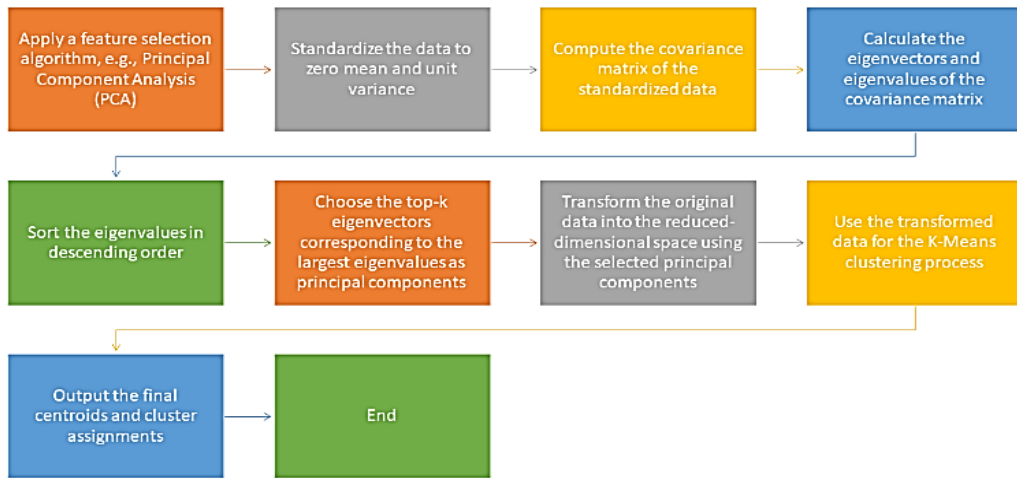 Apply a feature selection
algorithm, e.g., Principal
Component Analysis
(PCA)
Standardize the data to
zero mean and unit
variance
Compute the covariance
matrix of the
standardized data
Calculate the
eigenvectors and
eigenvalues of the
covariance matrix
Sort the eigenvalues in
descending order
Choose the top-k
eigenvectors
corresponding to the
largest eigenvalues as
principal components
Transform the original
data into the reduced-
dimensional space using
the selected principal
components
Use the transformed
data for the K-Means
clustering process
Output the final
centroids and cluster
assignments
End